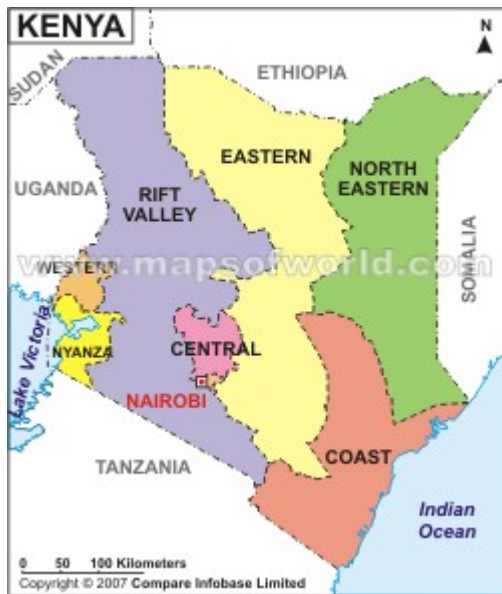 KENYA
N
SUDAN
ETHIOPIA
EASTERN
NORTH
EASTERN
UGANDA
RIFT
VALLEY
SOMALIA
www.mapsofworld.com
WESTERN
Lake Victoria
NYANZA
CENTRAL
NAIROBI
TANZANIA
COAST
Indian
Ocean
0 50 100 Kilometers
Copyright © 2007 Compare Infobase Limited